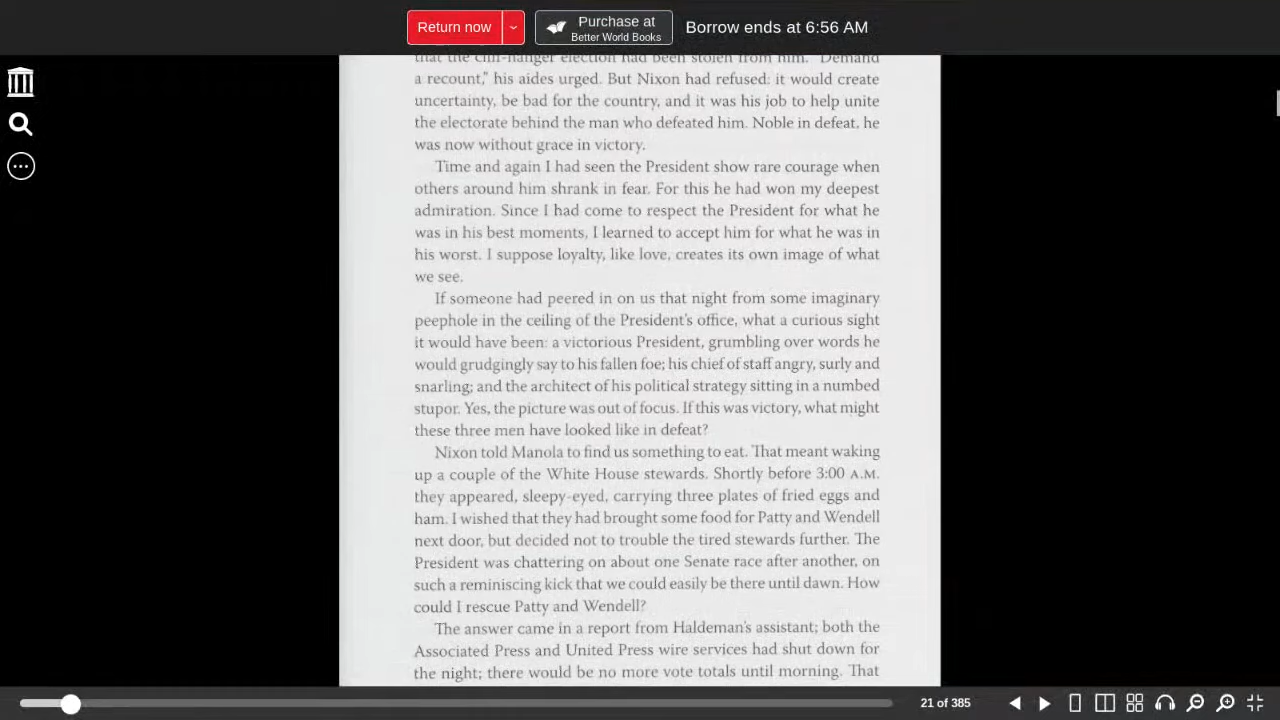 Return now
Purchase at
Better World Books
Borrow ends at 6:56 AM
that the cliff-hanger election had been stolen from him. "Demand
a recount," his aides urged. But Nixon had refused: it would create
uncertainty, be bad for the country, and it was his job to help unite
the electorate behind the man who defeated him. Noble in defeat, he
was now without grace in victory.
Time and again I had seen the President show rare courage when
others around him shrank in fear. For this he had won my deepest
admiration. Since I had come to respect the President for what he
was in his best moments, I learned to accept him for what he was in
his worst. I suppose loyalty, like love, creates its own image of what
we see.
If someone had peered in on us that night from some imaginary
peephole in the ceiling of the President's office, what a curious sight
it would have been: a victorious President, grumbling over words he
would grudgingly say to his fallen foe; his chief of staff angry, surly and
snarling; and the architect of his political strategy sitting in a numbed
stupor. Yes, the picture was out of focus. If this was victory, what might
these three men have looked like in defeat?
Nixon told Manola to find us something to eat. That meant waking
up a couple of the White House stewards. Shortly before 3:00 A.M.
they appeared, sleepy-eyed, carrying three plates of fried eggs and
ham. I wished that they had brought some food for Patty and Wendell
next door, but decided not to trouble the tired stewards further. The
President was chattering on about one Senate race after another, on
such a reminiscing kick that we could easily be there until dawn. How
could I rescue Patty and Wendell?
The answer came in a report from Haldeman's assistant; both the
Associated Press and United Press wire services had shut down for
the night; there would be no more vote totals until morning. That
21 of 385